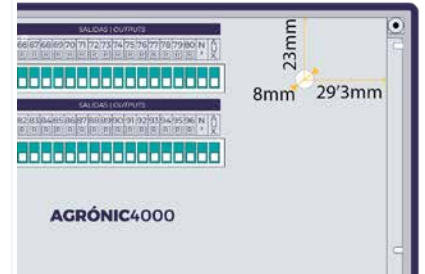 SALIDAS | OUTPUTS
66 67 68 69 70 71 72 73 74 75 76 77 78 79 80 N
SALIDAS | OUTPUTS
82 83 84 85 86 87 88 89 90 91 92 93 94 95 96 N
23mm
8mm 29'3mm
AGRÓNIC4000